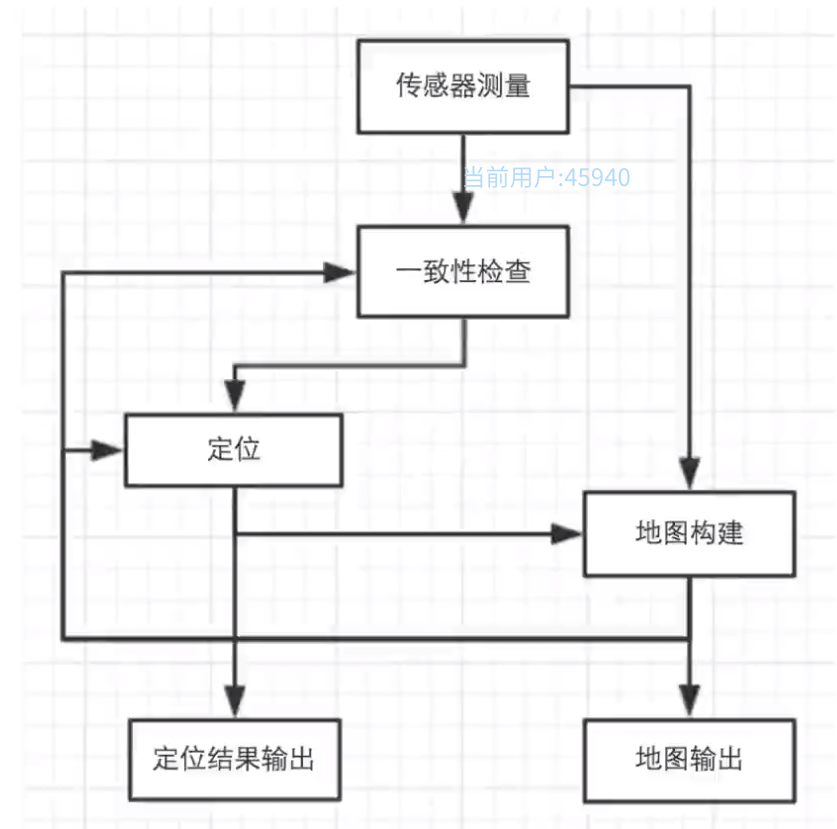 传感器测量
当前用户:45940
一致性检查
定位
地图构建
定位结果输出
地图输出